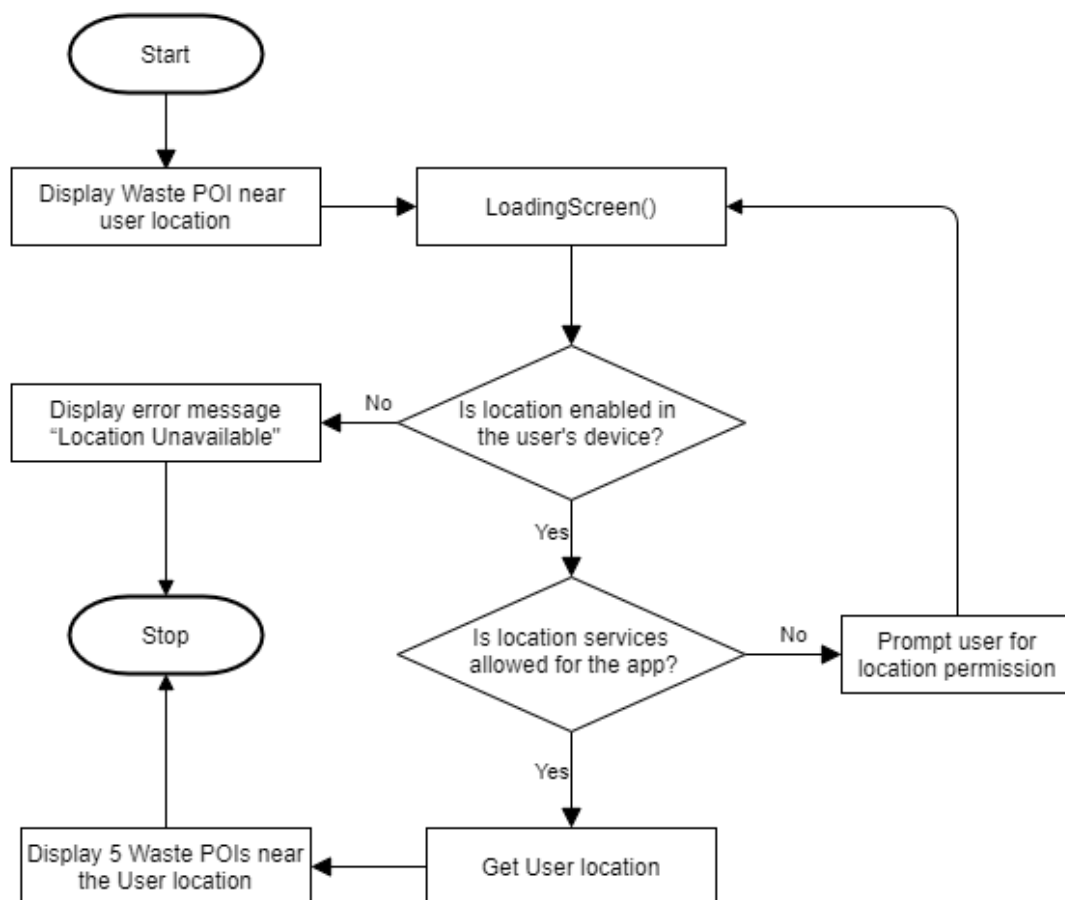 Start
Display Waste POI near
user location
LoadingScreen()
Is location enabled in
the user's device?
No
Display error message
“Location Unavailable"
Yes
Is location services
allowed for the app?
No
Prompt user for
location permission
Stop
Yes
Get User location
Display 5 Waste POIs near
the User location